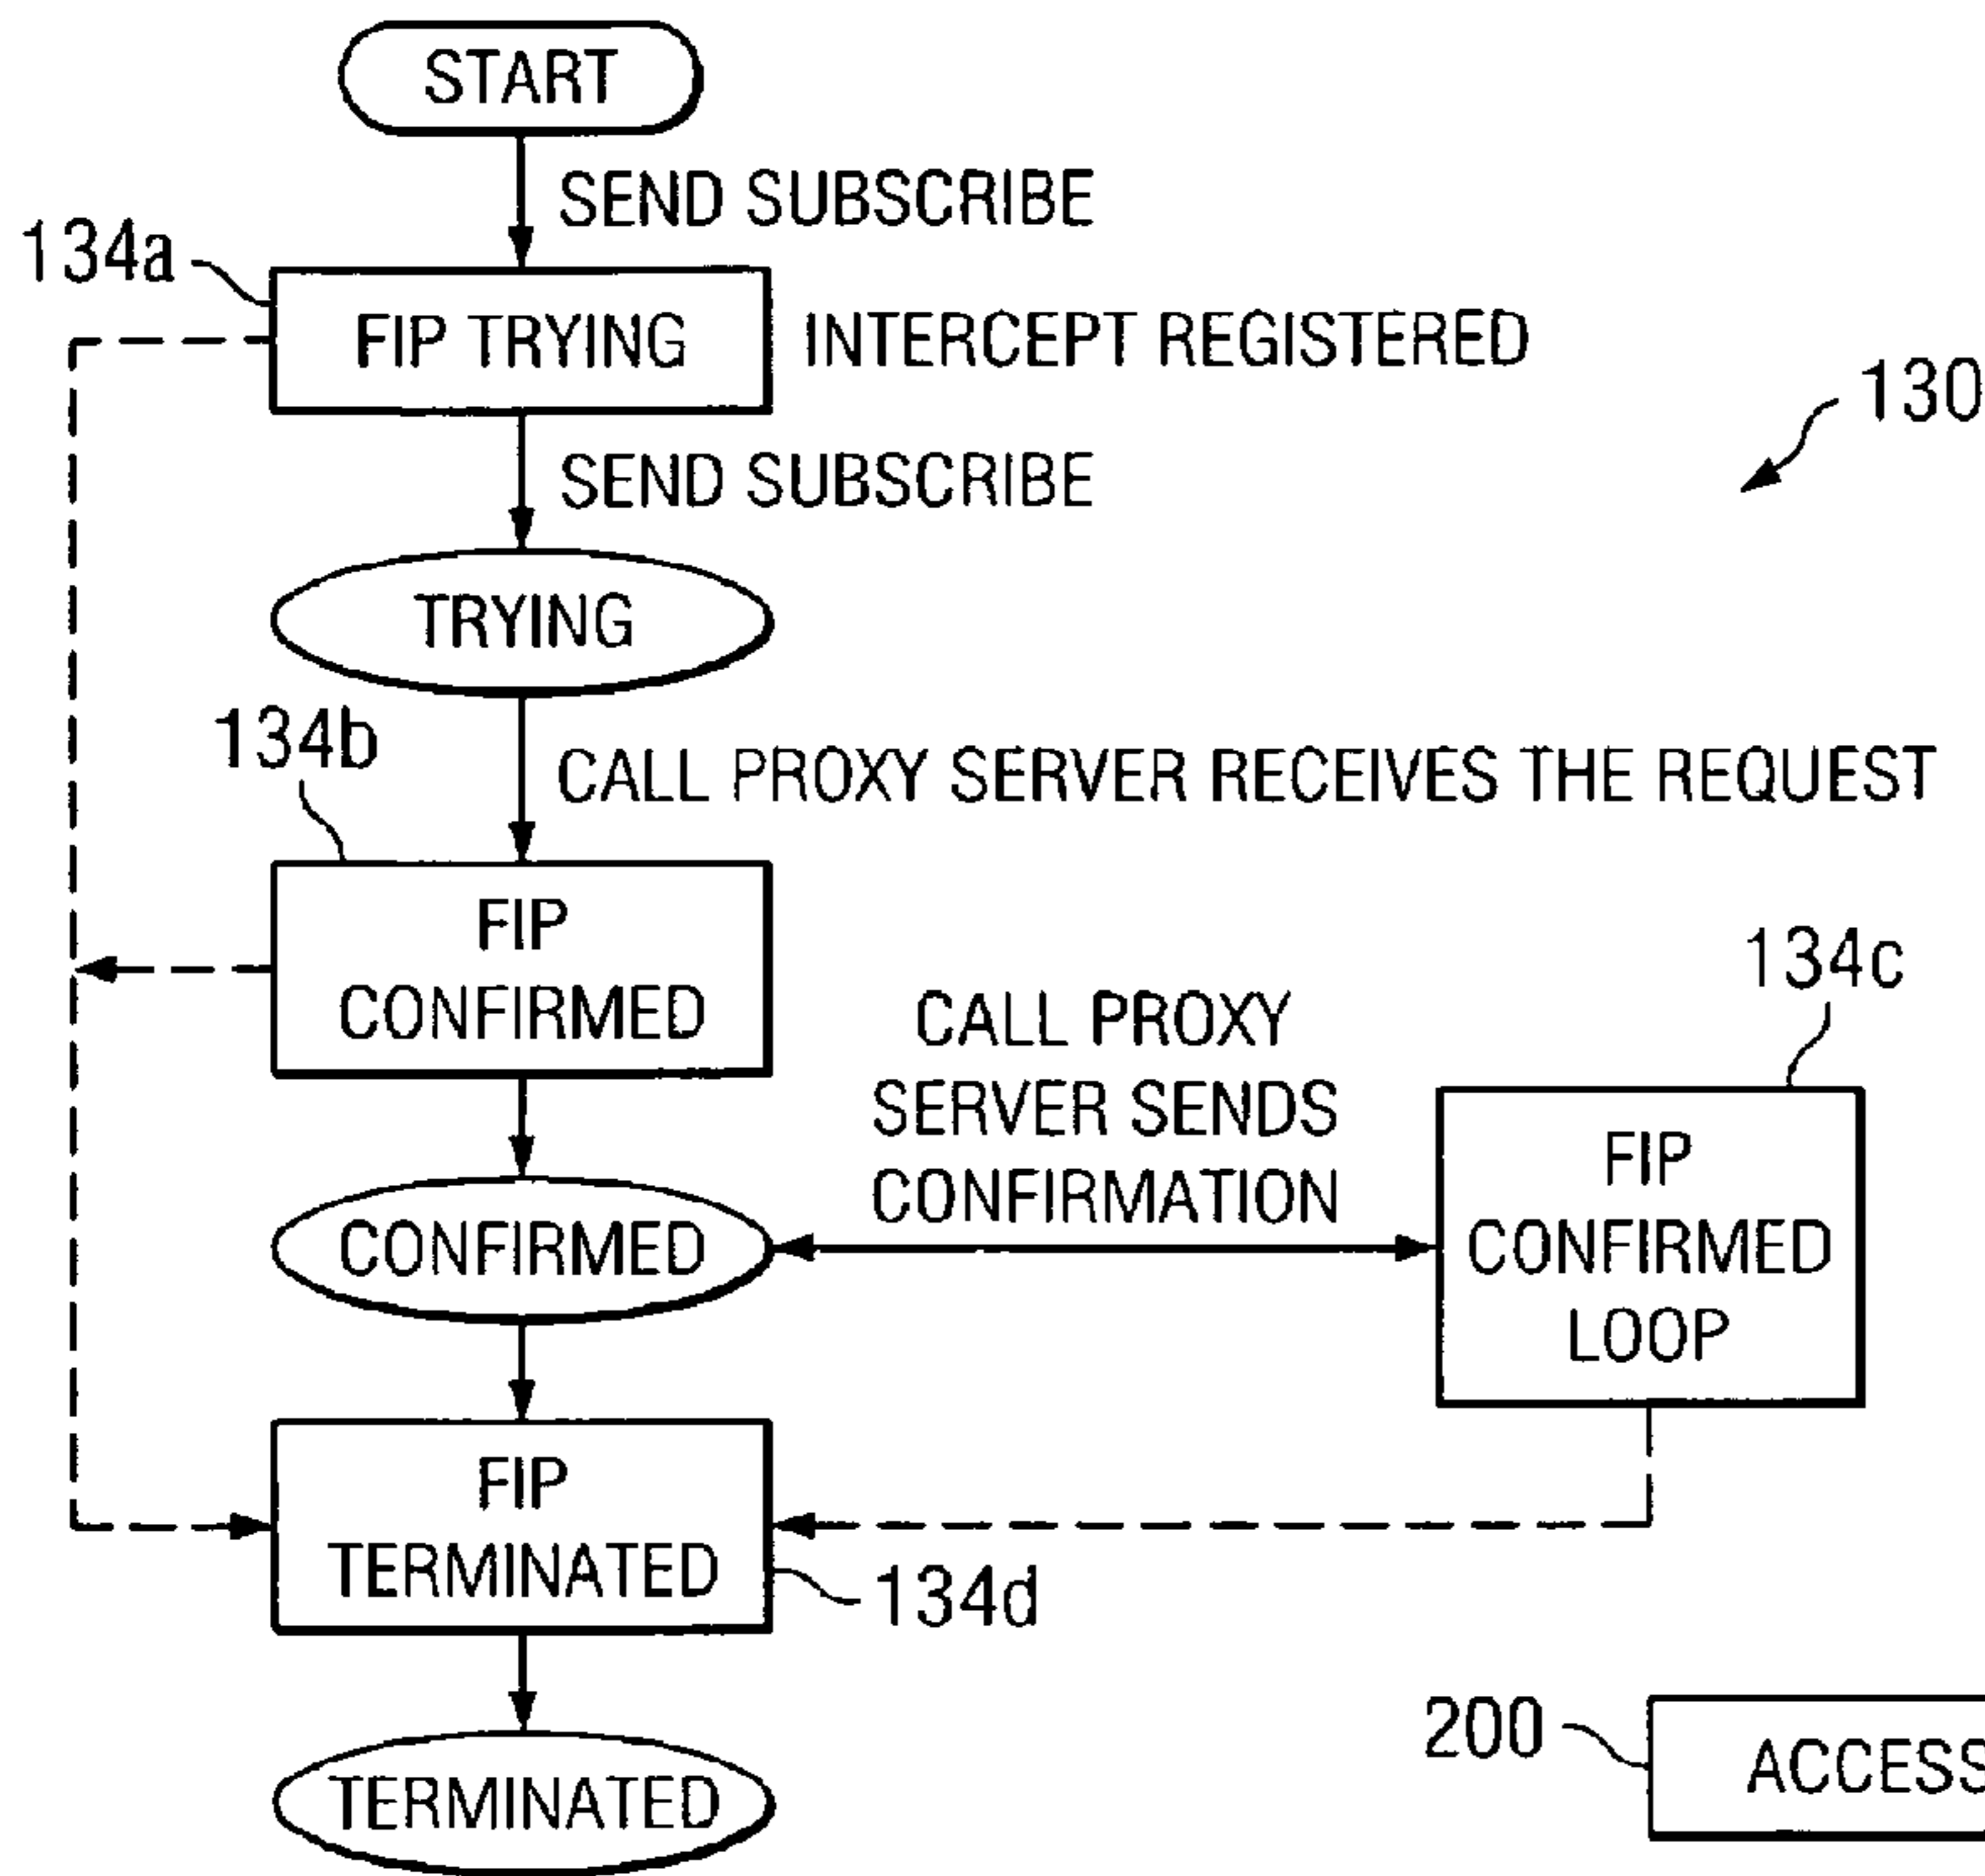 START
SEND SUBSCRIBE
134a
FIP TRYING
INTERCEPT REGISTERED
130
SEND SUBSCRIBE
TRYING
134b
CALL PROXY SERVER RECEIVES THE REQUEST
FIP
CONFIRMED
134c
CALL PROXY
SERVER SENDS
CONFIRMATION
FIP
CONFIRMED
LOOP
CONFIRMED
FIP
TERMINATED
134d
200
ACCESS
TERMINATED